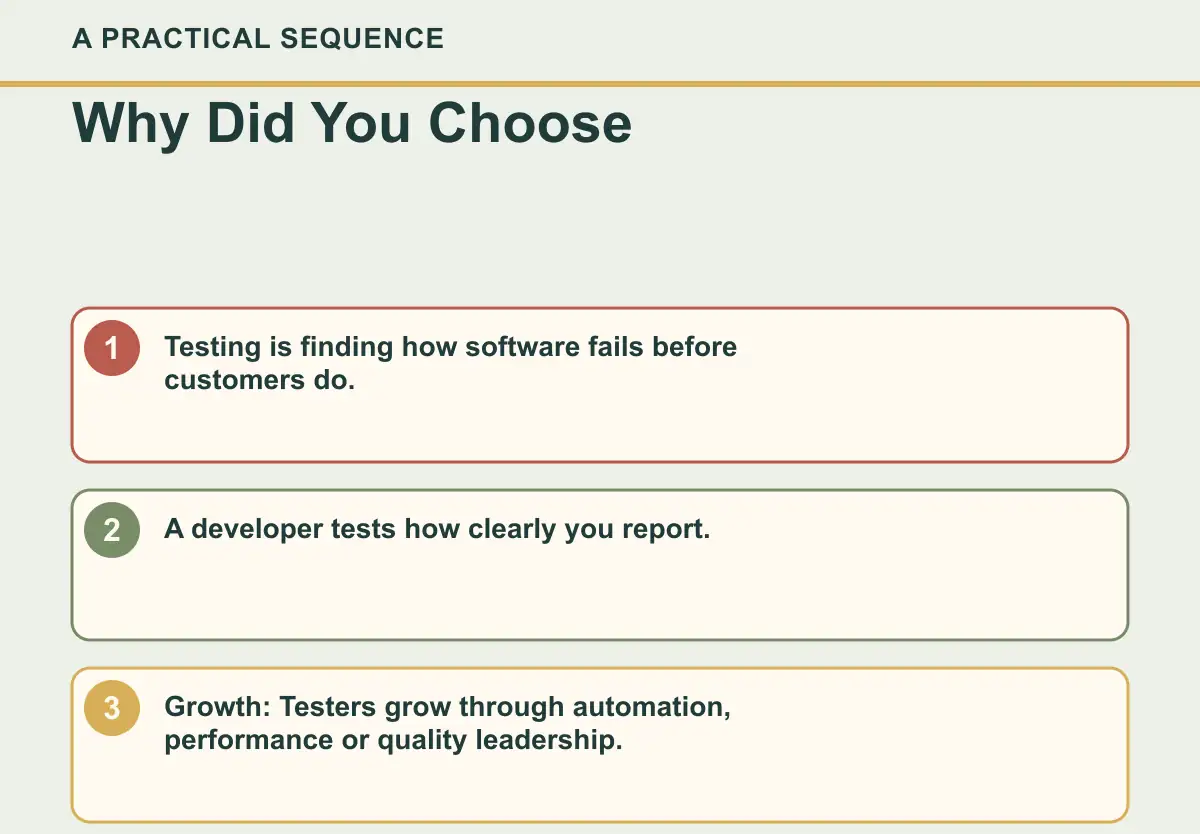 A PRACTICAL SEQUENCE
Why Did You Choose
1
Testing is finding how software fails before
customers do.
2
A developer tests how clearly you report.
3
Growth: Testers grow through automation,
performance or quality leadership.